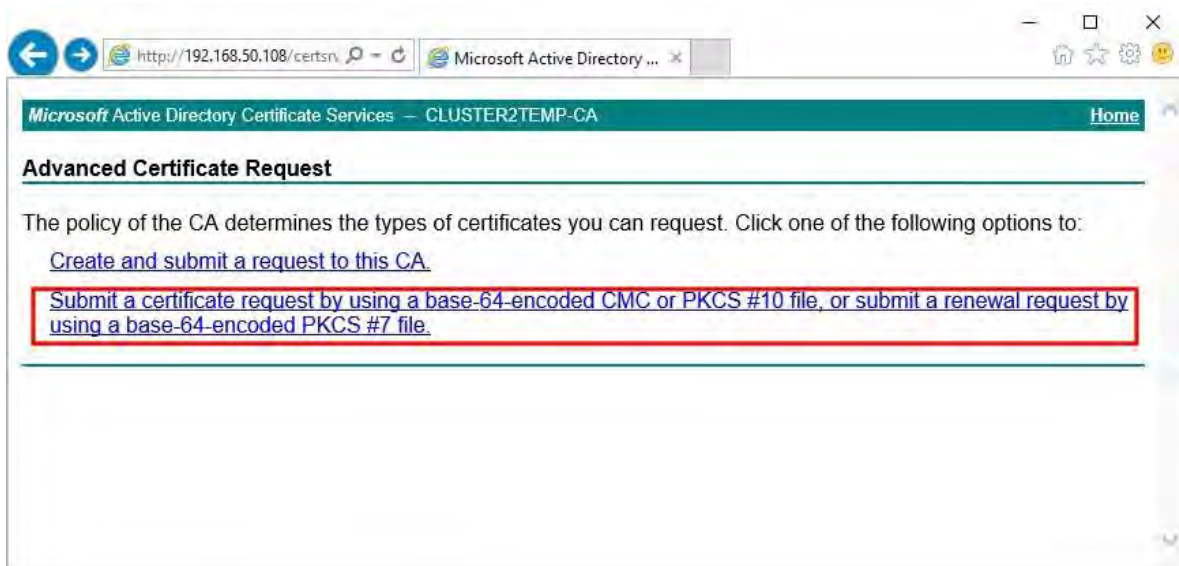 http://192.168.50.108/certsrv
Microsoft Active Directory ...
Microsoft Active Directory Certificate Services -- CLUSTER2TEMP-CA
Home
Advanced Certificate Request
The policy of the CA determines the types of certificates you can request. Click one of the following options to:
Create and submit a request to this CA.
Submit a certificate request by using a base-64-encoded CMC or PKCS #10 file, or submit a renewal request by
using a base-64-encoded PKCS #7 file.